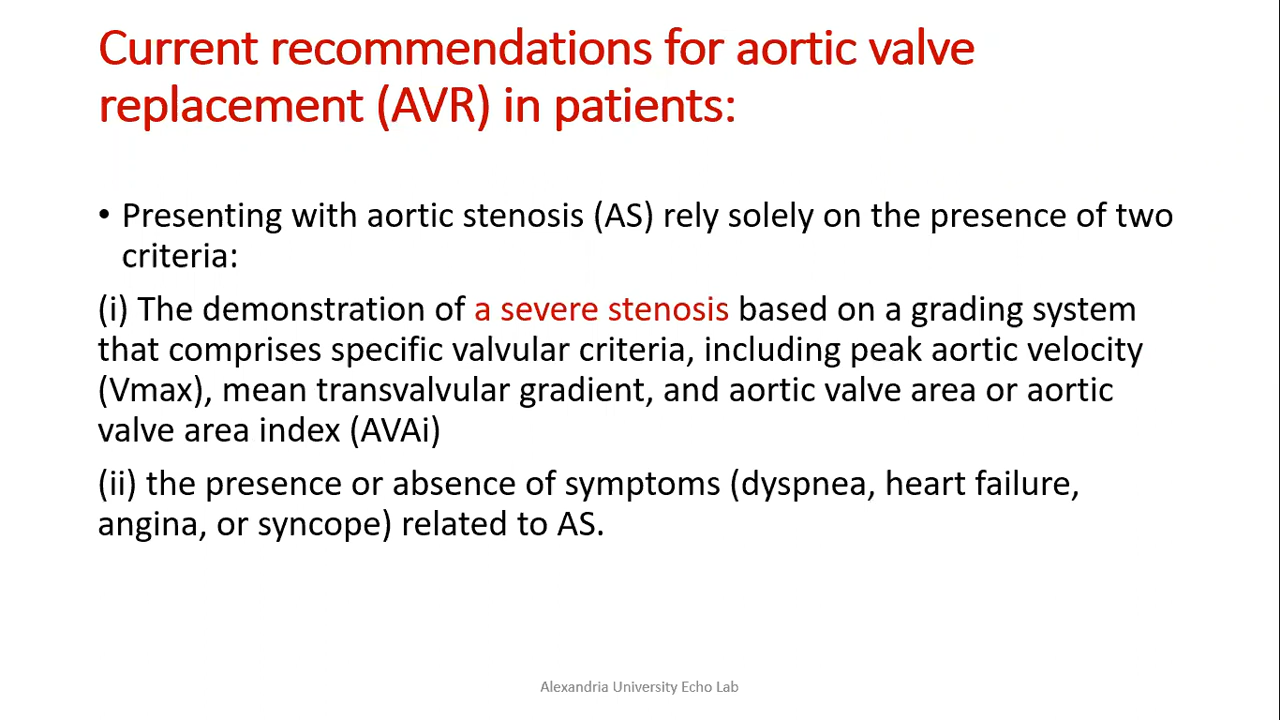 Current recommendations for aortic valve
replacement (AVR) in patients:
• Presenting with aortic stenosis (AS) rely solely on the presence of two
criteria:
(i) The demonstration of a severe stenosis based on a grading system
that comprises specific valvular criteria, including peak aortic velocity
(Vmax), mean transvalvular gradient, and aortic valve area or aortic
valve area index (AVAi)
(ii) the presence or absence of symptoms (dyspnea, heart failure,
angina, or syncope) related to AS.
Alexandria University Echo Lab